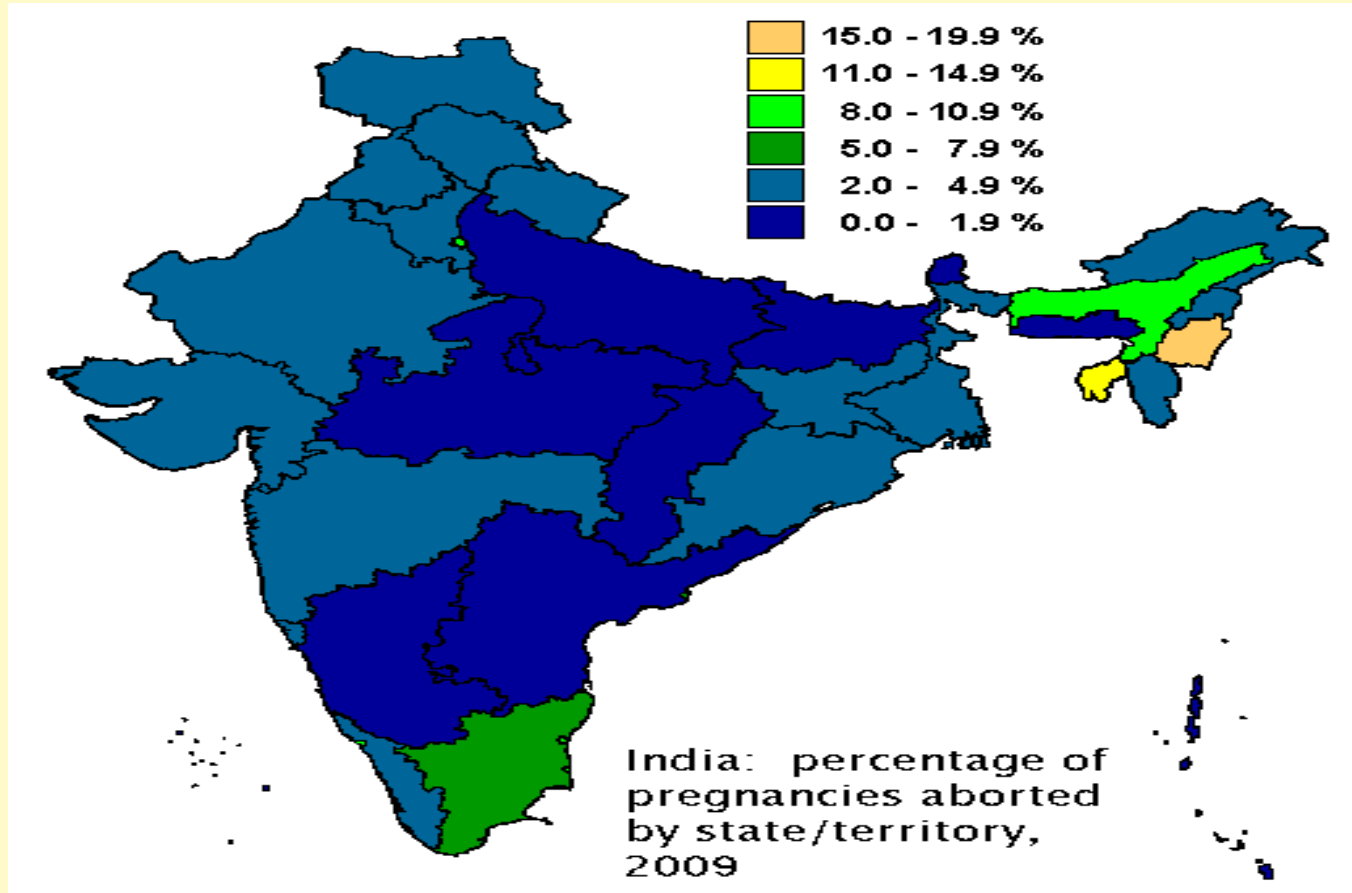 15.0 - 19.9 %
11.0 - 14.9 %
8.0 - 10.9 %
5.0 - 7.9 %
2.0 - 4.9 %
0.0 - 1.9 %
India: percentage of
pregnancies aborted
by state/territory,
2009